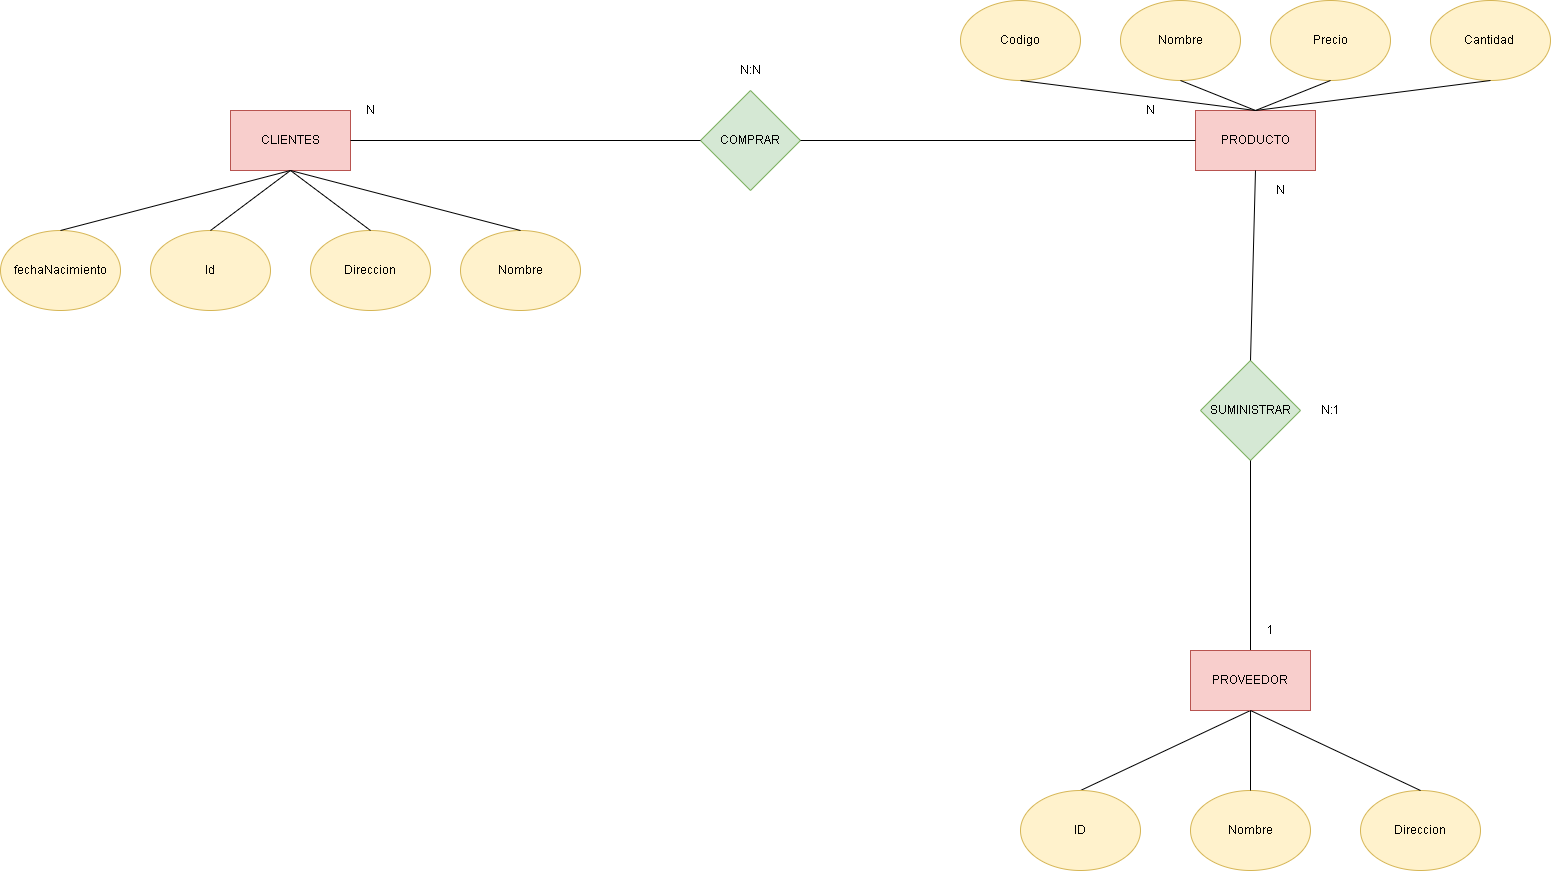 Codigo
Nombre
Precio
Cantidad
N:N
N
N
CLIENTES
COMPRAR
PRODUCTO
N
fechaNacimiento
Id
Direccion
Nombre
SUMINISTRAR
N:1
1
PROVEEDOR
ID
Nombre
Direccion